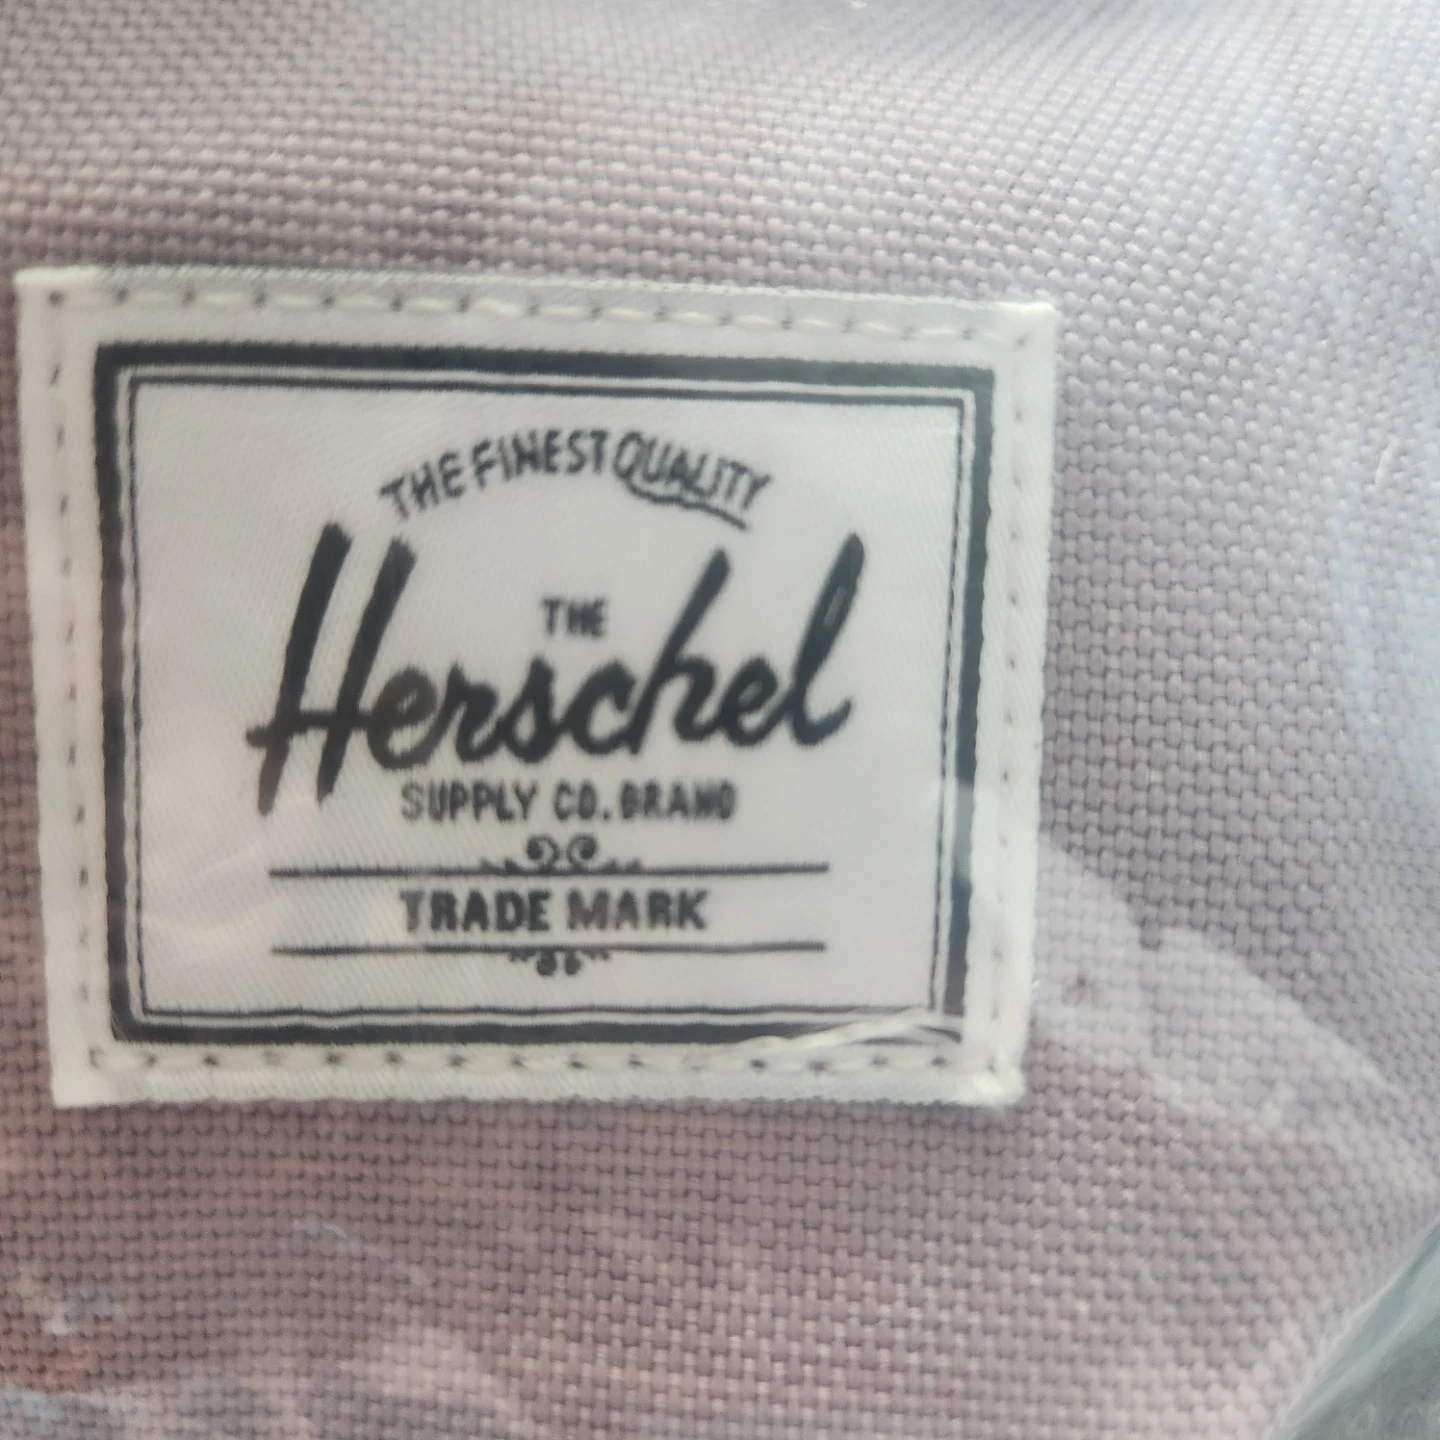 THE FINEST QUALITY
THE
Herschel
SUPPLY CO. BRAND
TRADE MARK